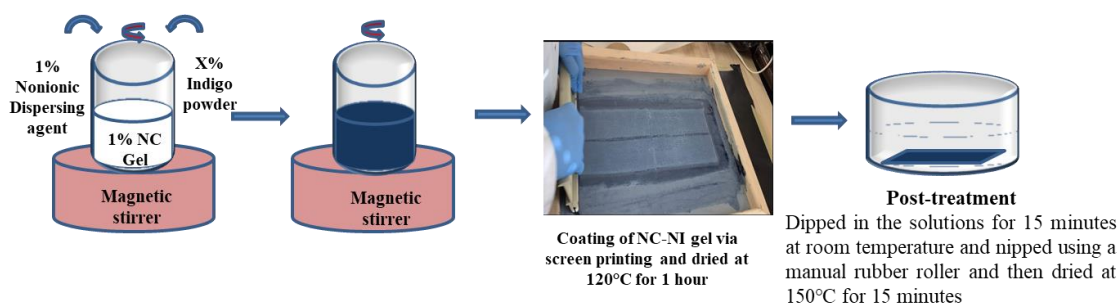 1%
Nonionic
Dispersing
agent
X%
Indigo
powder
1% NC
Gel
Magnetic
stirrer
Magnetic
stirrer
Coating of NC-NI gel via
screen printing and dried at
120°C for 1 hour
Post-treatment
Dipped in the solutions for 15 minutes
at room temperature and nipped using a
manual rubber roller and then dried at
150°C for 15 minutes